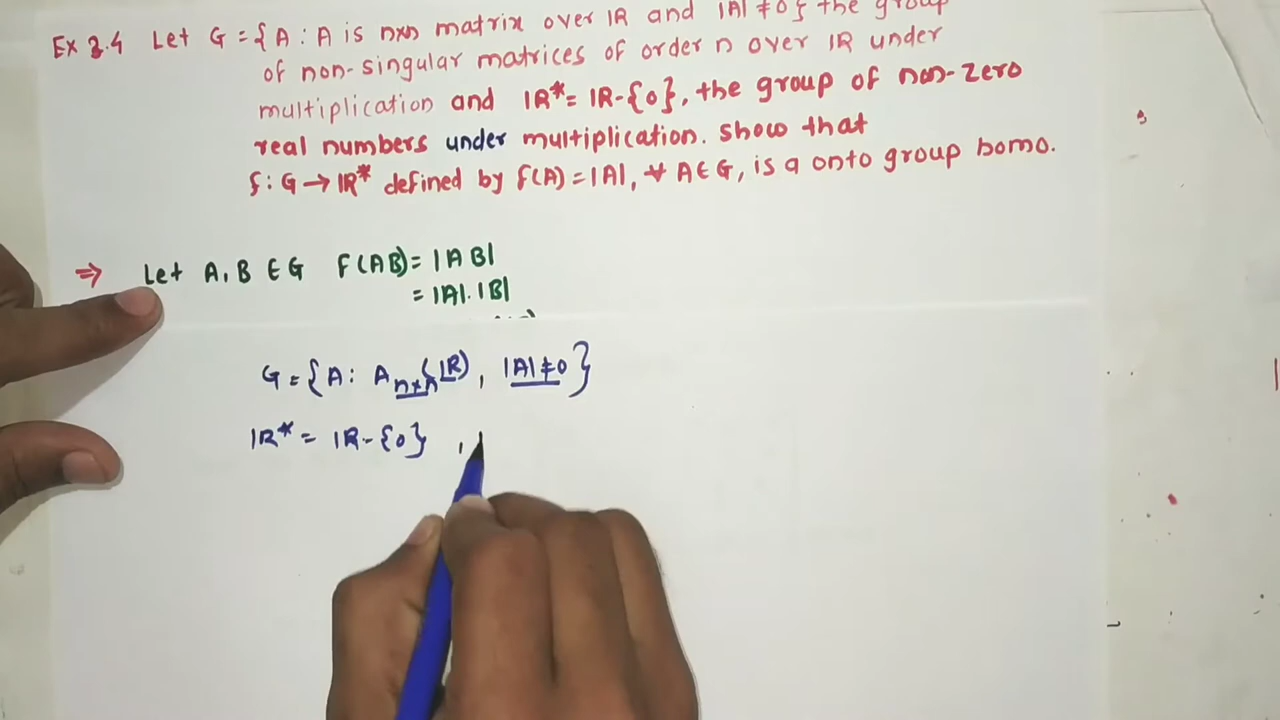 Ex 3.4 Let G = {A : A is n×n matrix over IR and |A| ≠ 0} the group
of non-singular matrices of order n over IR under
multiplication and IR* = IR-{0}, the group of non-zero
real numbers under multiplication. Show that
f : G → IR* defined by f(A) = |A|, ∀ A ∈ G, is a onto group homo.
⇒ Let A, B ∈ G f(AB) = |AB|
= |A|.|B|
G = {A : A n×n (IR), |A| ≠ 0}
IR* = IR-{0} ,